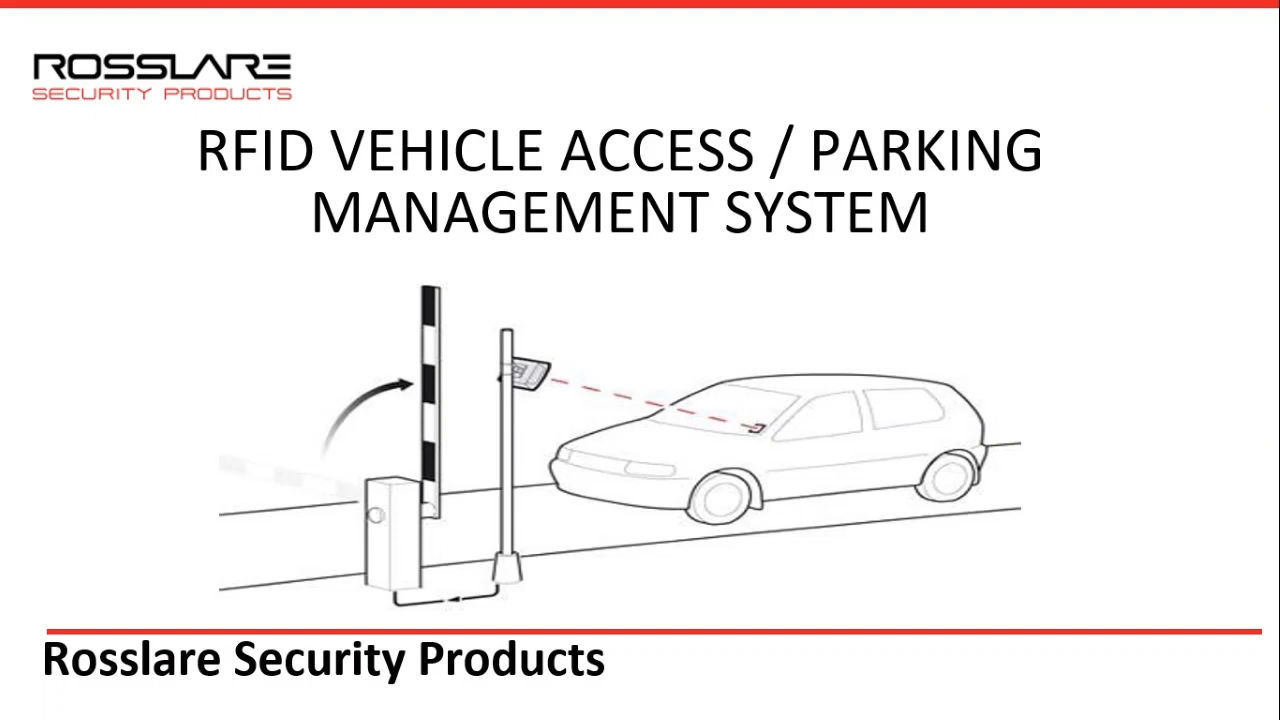 ROSSLARE
SECURITY PRODUCTS
RFID VEHICLE ACCESS / PARKING
MANAGEMENT SYSTEM
Rosslare Security Products